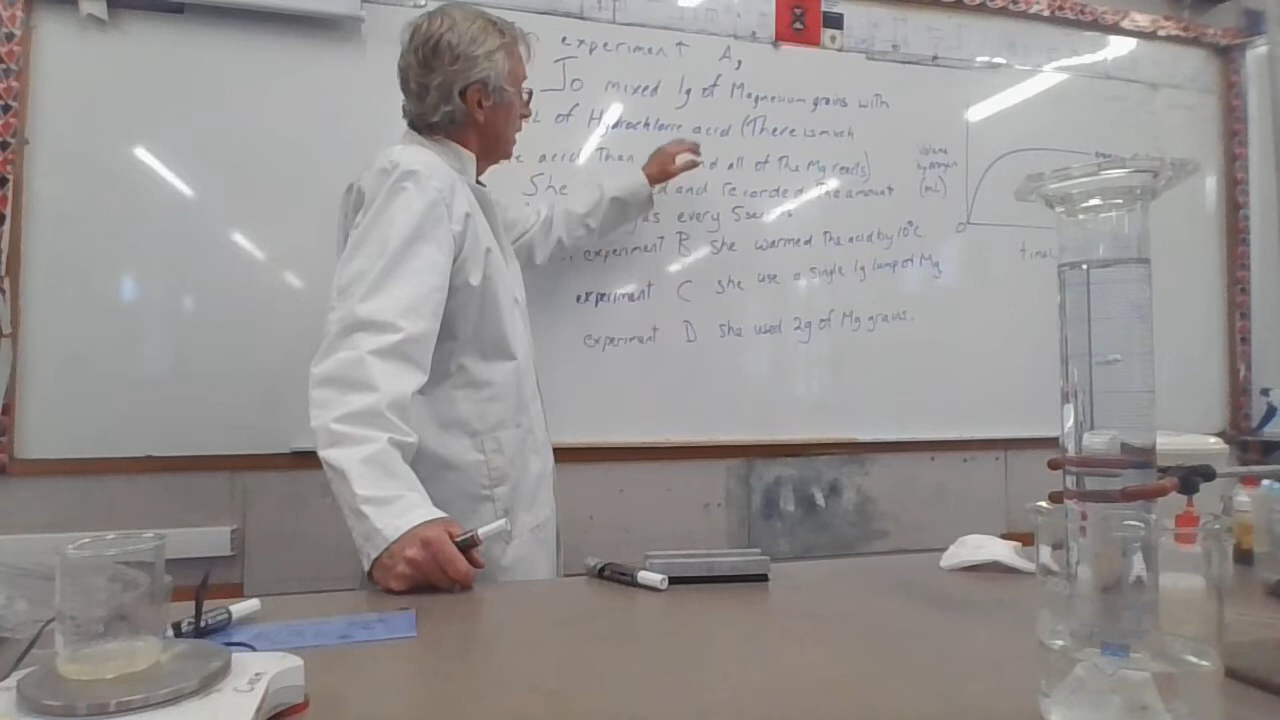 experiment A,
Jo mixed 1g of Magnesium grains with
of Hydrochloric acid (There is much
acid Than all of The Mg reacts)
She and recorded The amount
gas every 5
experiment B she warmed The acid by 10°C
experiment C she use a single 1g lump of Mg
experiment D she used 2g of Mg grains.
Volume
hydrogen
(mL)
0
time